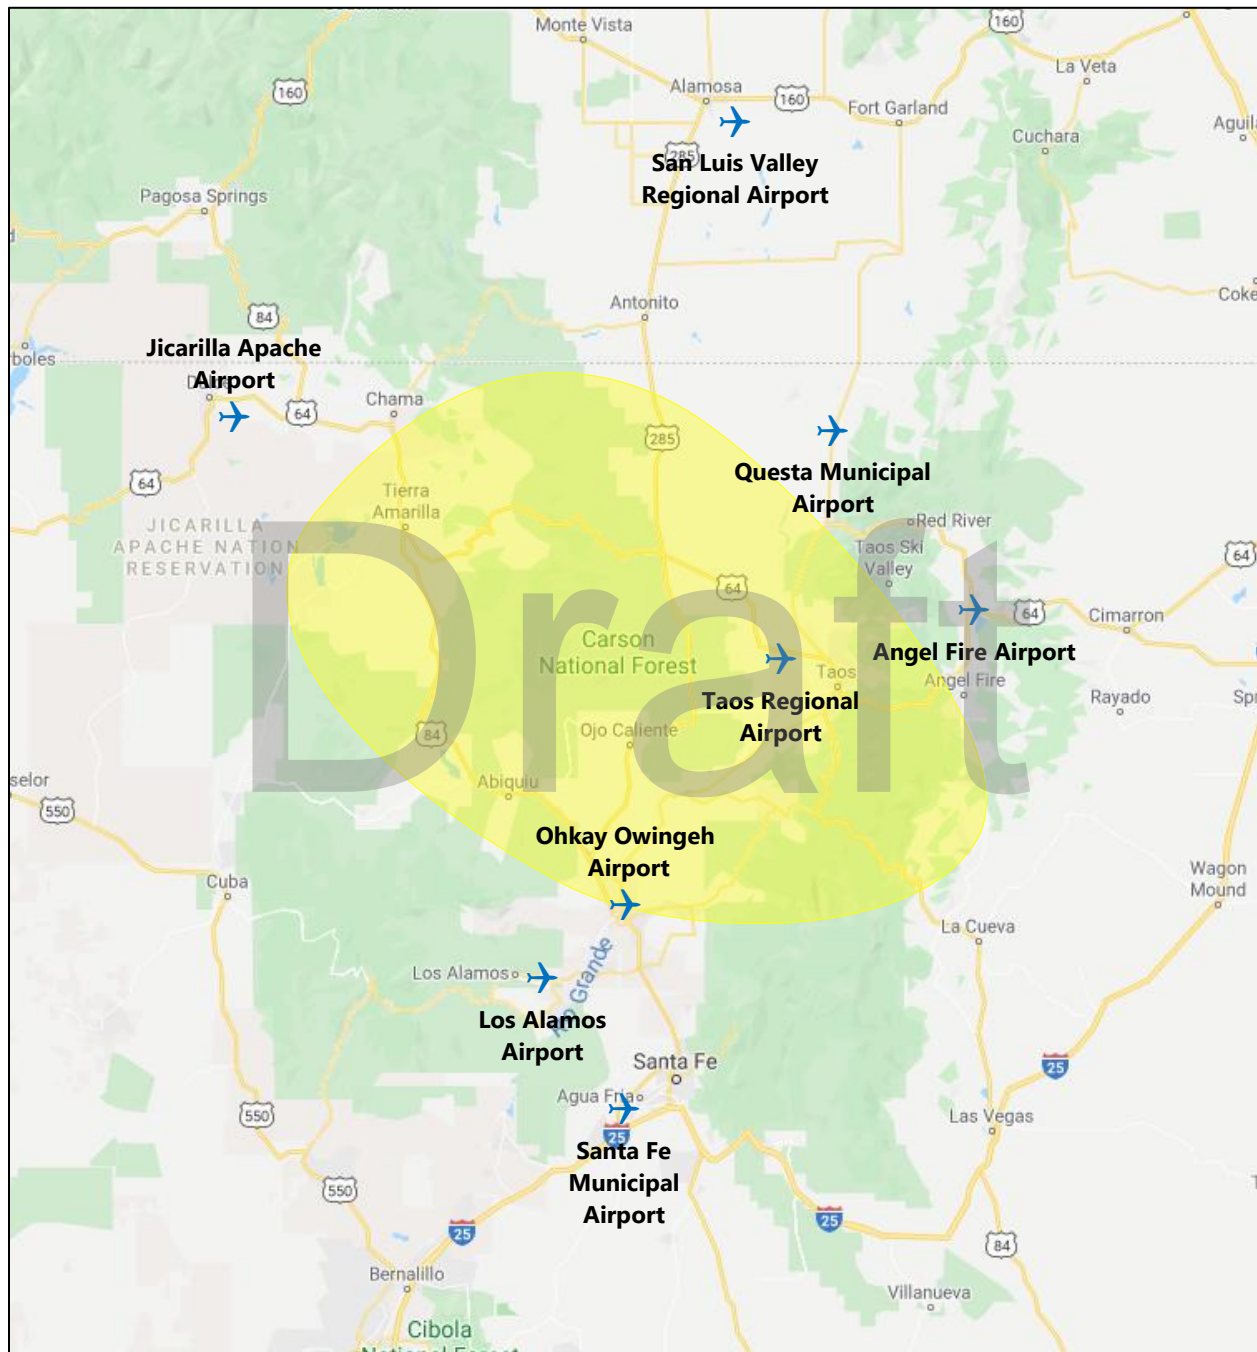 160
Monte Vista
La Veta
160
Alamosa
160
Fort Garland
Aguila
Cuchara
285
San Luis Valley
Regional Airport
Pagosa Springs
Antonito
Coke
84
Jicarilla Apache
Airport
boles
64
Chama
285
Questa Municipal
Airport
64
Tierra
Amarilla
JICARILLA
APACHE NATION
RESERVATION
Red River
Taos Ski
Valley
64
64
64
Cimarron
Draft
Carson
National Forest
Angel Fire Airport
Taos
Angel Fire
Taos Regional
Airport
Rayado
Spr
84
Ojo Caliente
selor
550
Abiquiu
Ohkay Owingeh
Airport
Wagon
Mound
Cuba
La Cueva
Los Alamos
Rio Grande
Los Alamos
Airport
Santa Fe
25
Agua Fria
25
550
Las Vegas
Santa Fe
Municipal
Airport
550
25
25
84
Bernalillo
Villanueva
Cibola
National Forest